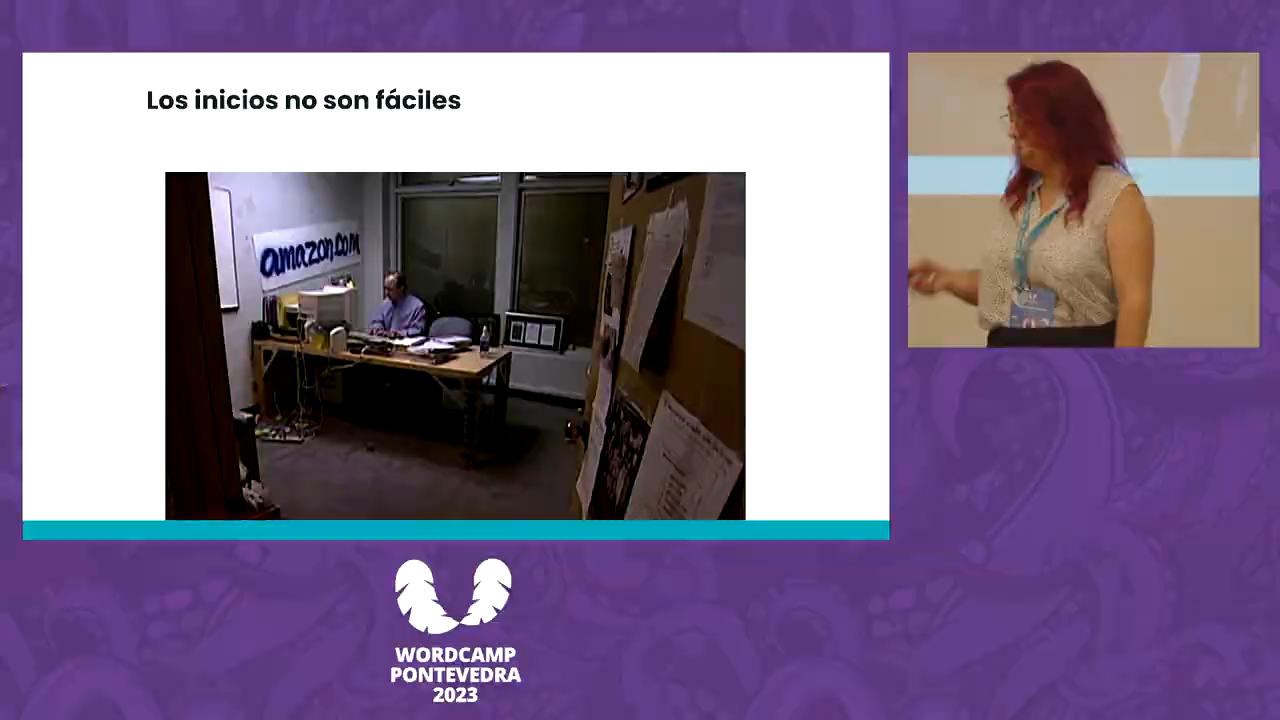 Los inicios no son fáciles
amazon.com
WORDCAMP
PONTEVEDRA
2023